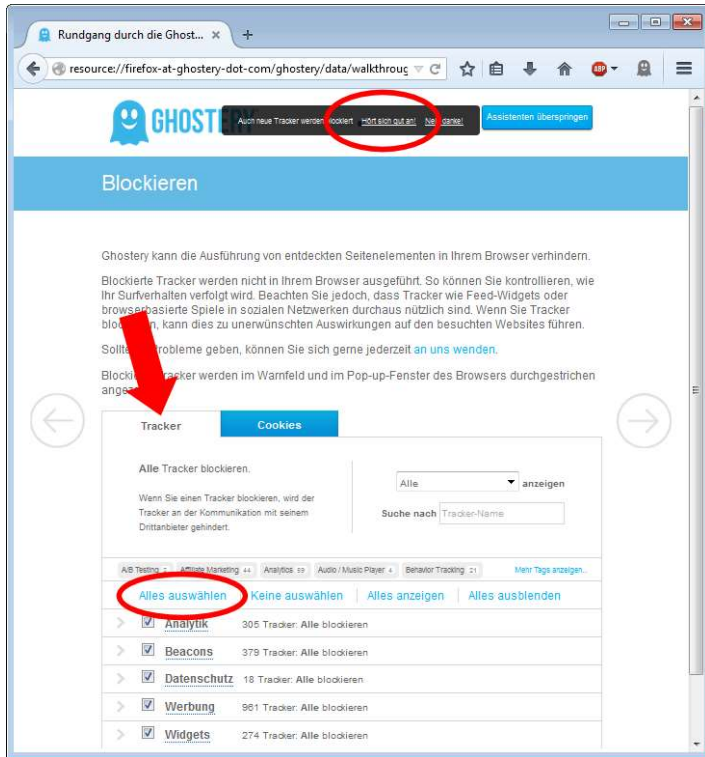 Rundgang durch die Ghost... × +
resource://firefox-at-ghostery-dot-com/ghostery/data/walkthroug
ABP
GHOSTERY
Auch neue Tracker werden blockiert Hört sich gut an! Nein danke!
Assistenten überspringen
Blockieren
Ghostery kann die Ausführung von entdeckten Seitenelementen in Ihrem Browser verhindern.
Blockierte Tracker werden nicht in Ihrem Browser ausgeführt. So können Sie kontrollieren, wie
Ihr Surfverhalten verfolgt wird. Beachten Sie jedoch, dass Tracker wie Feed-Widgets oder
browserbasierte Spiele in sozialen Netzwerken durchaus nützlich sind. Wenn Sie Tracker
kann dies zu unerwünschten Auswirkungen auf den besuchten Websites führen.
Sollte Probleme geben, können Sie sich gerne jederzeit an uns wenden.
Tracker werden im Warnfeld und im Pop-up-Fenster des Browsers durchgestrichen
Tracker Cookies
Alle Tracker blockieren.
Wenn Sie einen Tracker blockieren, wird der
Tracker an der Kommunikation mit seinem
Drittanbieter gehindert.
Alle anzeigen
Suche nach Tracker-Name
A/B Testing Affiliate Marketing 44 Analytics Audio / Music Player 4 Behavior Tracking 21 Mehr Tags anzeigen...
Alles auswählen Keine auswählen Alles anzeigen Alles ausblenden
Analytik 305 Tracker: Alle blockieren
Beacons 379 Tracker: Alle blockieren
Datenschutz 18 Tracker: Alle blockieren
Werbung 961 Tracker: Alle blockieren
Widgets 274 Tracker: Alle blockieren